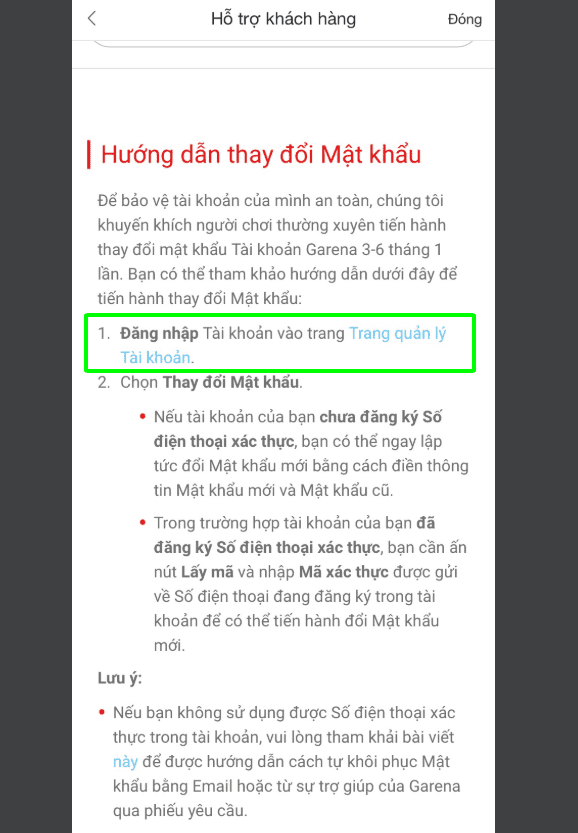 Hỗ trợ khách hàng
Đóng
Hướng dẫn thay đổi Mật khẩu
Để bảo vệ tài khoản của mình an toàn, chúng tôi
khuyến khích người chơi thường xuyên tiến hành
thay đổi mật khẩu Tài khoản Garena 3-6 tháng 1
lần. Bạn có thể tham khảo hướng dẫn dưới đây để
tiến hành thay đổi Mật khẩu:
1. Đăng nhập Tài khoản vào trang Trang quản lý
Tài khoản.
2. Chọn Thay đổi Mật khẩu.
• Nếu tài khoản của bạn chưa đăng ký Số
điện thoại xác thực, bạn có thể ngay lập
tức đổi Mật khẩu mới bằng cách điền thông
tin Mật khẩu mới và Mật khẩu cũ.
• Trong trường hợp tài khoản của bạn đã
đăng ký Số điện thoại xác thực, bạn cần ấn
nút Lấy mã và nhập Mã xác thực được gửi
về Số điện thoại đang đăng ký trong tài
khoản để có thể tiến hành đổi Mật khẩu
mới.
Lưu ý:
• Nếu bạn không sử dụng được Số điện thoại xác
thực trong tài khoản, vui lòng tham khải bài viết
này để được hướng dẫn cách tự khôi phục Mật
khẩu bằng Email hoặc từ sự trợ giúp của Garena
qua phiếu yêu cầu.